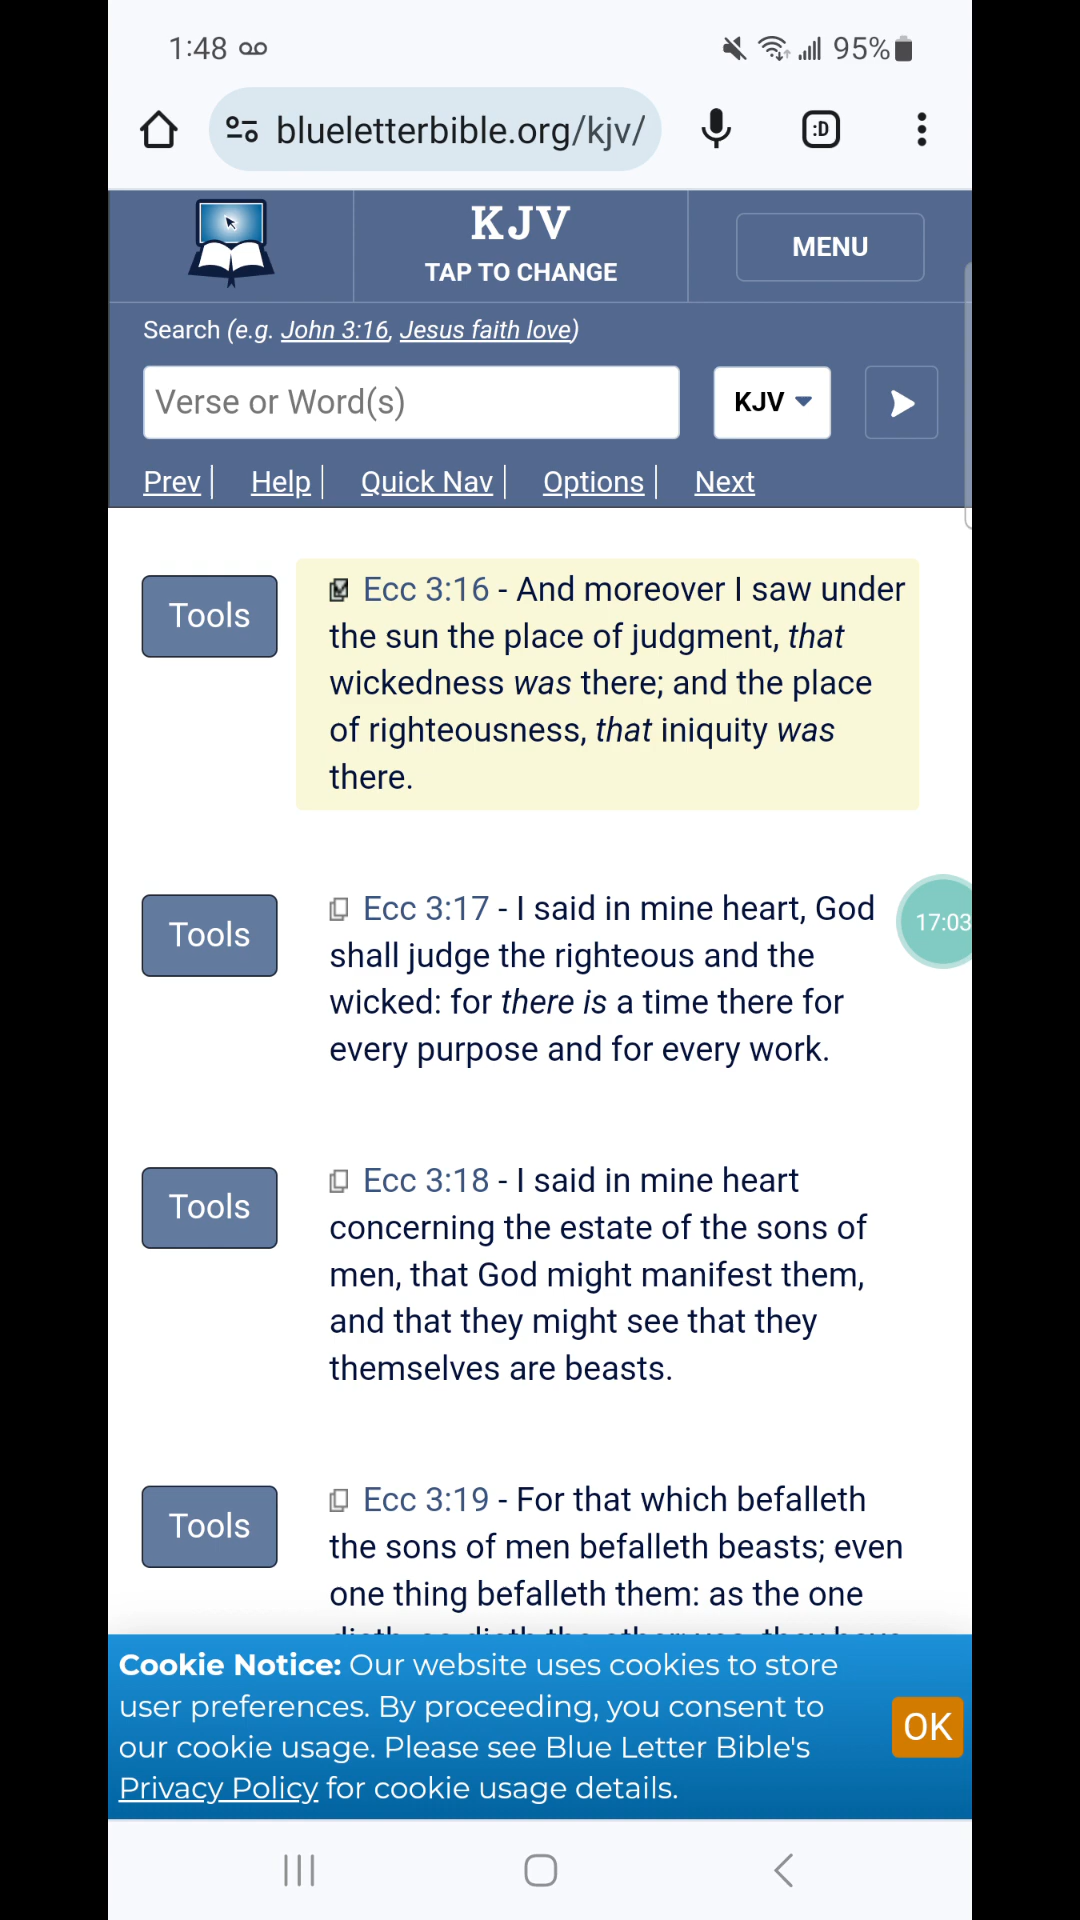 1:48 95%
blueletterbible.org/kjv/ :D
KJV
TAP TO CHANGE
MENU
Search (e.g. John 3:16, Jesus faith love)
Verse or Word(s) KJV
Prev | Help | Quick Nav | Options | Next
Tools
Ecc 3:16 - And moreover I saw under
the sun the place of judgment, that
wickedness was there; and the place
of righteousness, that iniquity was
there.
Tools
Ecc 3:17 - I said in mine heart, God
shall judge the righteous and the
wicked: for there is a time there for
every purpose and for every work.
17:03
Tools
Ecc 3:18 - I said in mine heart
concerning the estate of the sons of
men, that God might manifest them,
and that they might see that they
themselves are beasts.
Tools
Ecc 3:19 - For that which befalleth
the sons of men befalleth beasts; even
one thing befalleth them: as the one
dieth, so dieth the other; yea, they have
Cookie Notice: Our website uses cookies to store
user preferences. By proceeding, you consent to
our cookie usage. Please see Blue Letter Bible's
Privacy Policy for cookie usage details.
OK